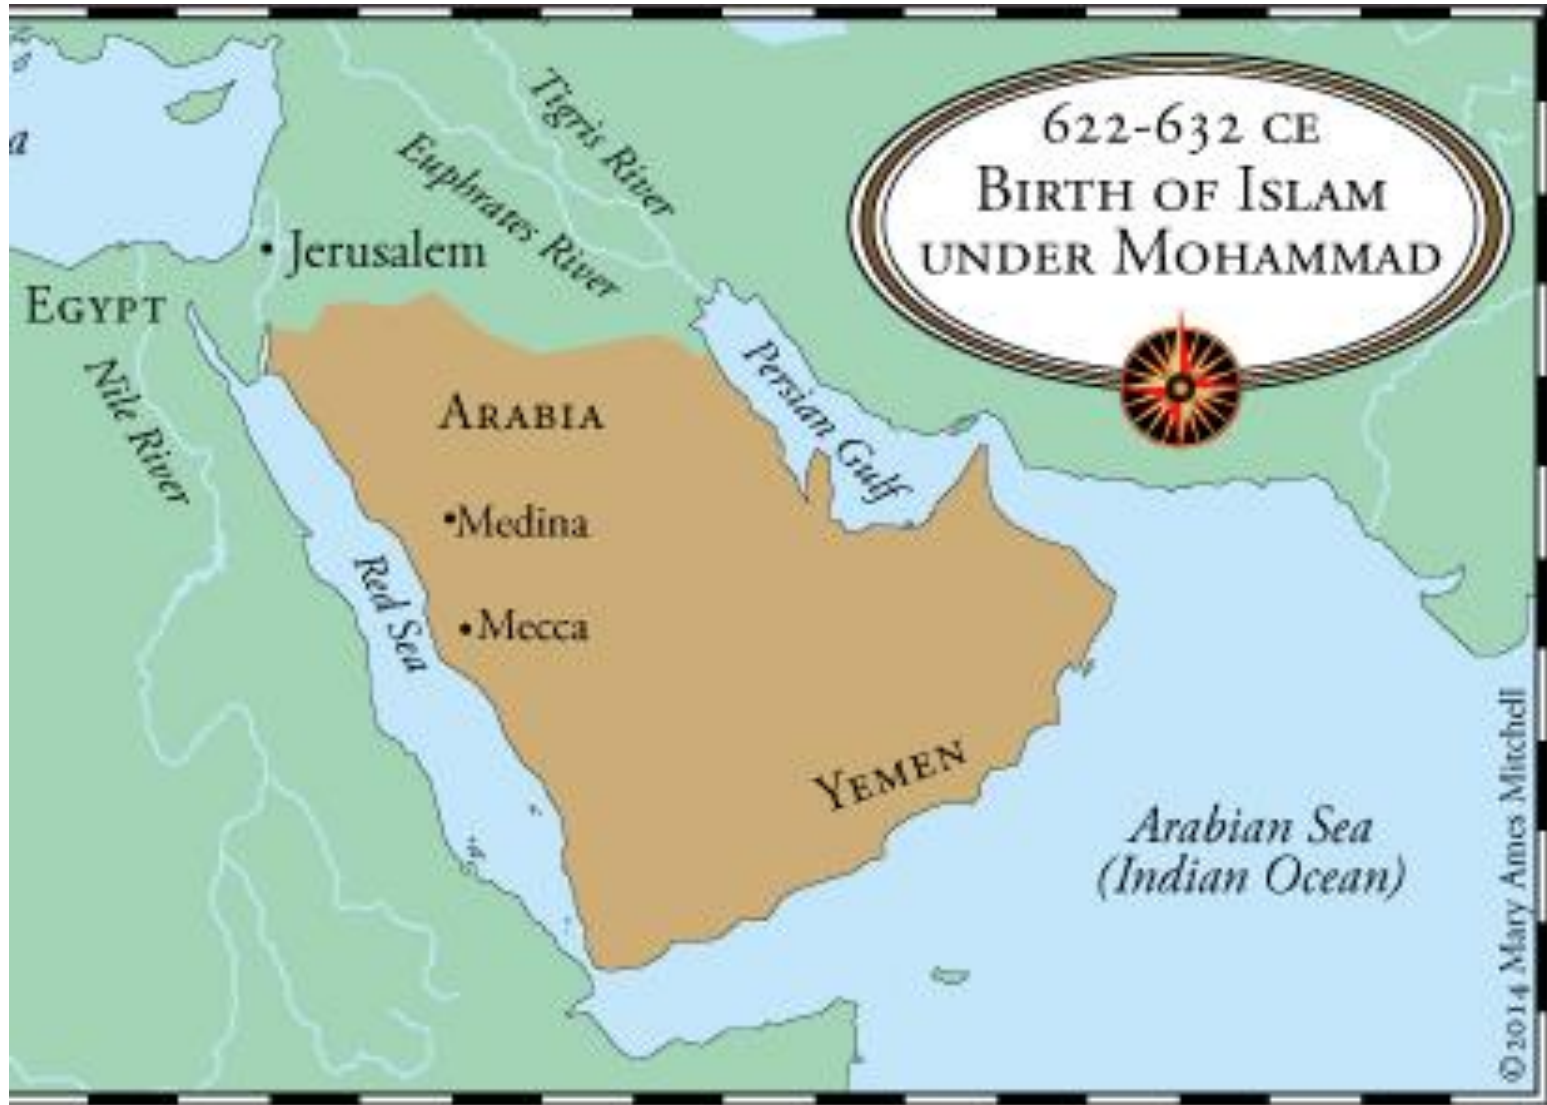 622-632 CE
BIRTH OF ISLAM
UNDER MOHAMMAD
a
Tigris River
Euphrates River
Jerusalem
EGYPT
Nile River
Persian Gulf
ARABIA
Medina
Red Sea
Mecca
YEMEN
Arabian Sea
(Indian Ocean)
©2014 Mary Ames Mitchell